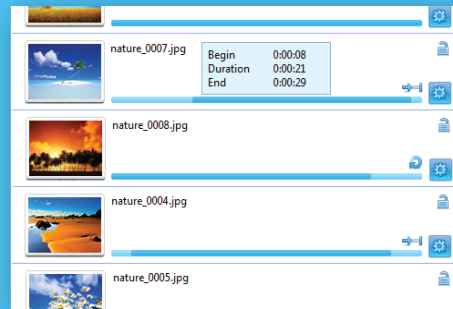 nature_0007.jpg
Begin 0:00:08
Duration 0:00:21
End 0:00:29
nature_0008.jpg
nature_0004.jpg
nature_0005.jpg